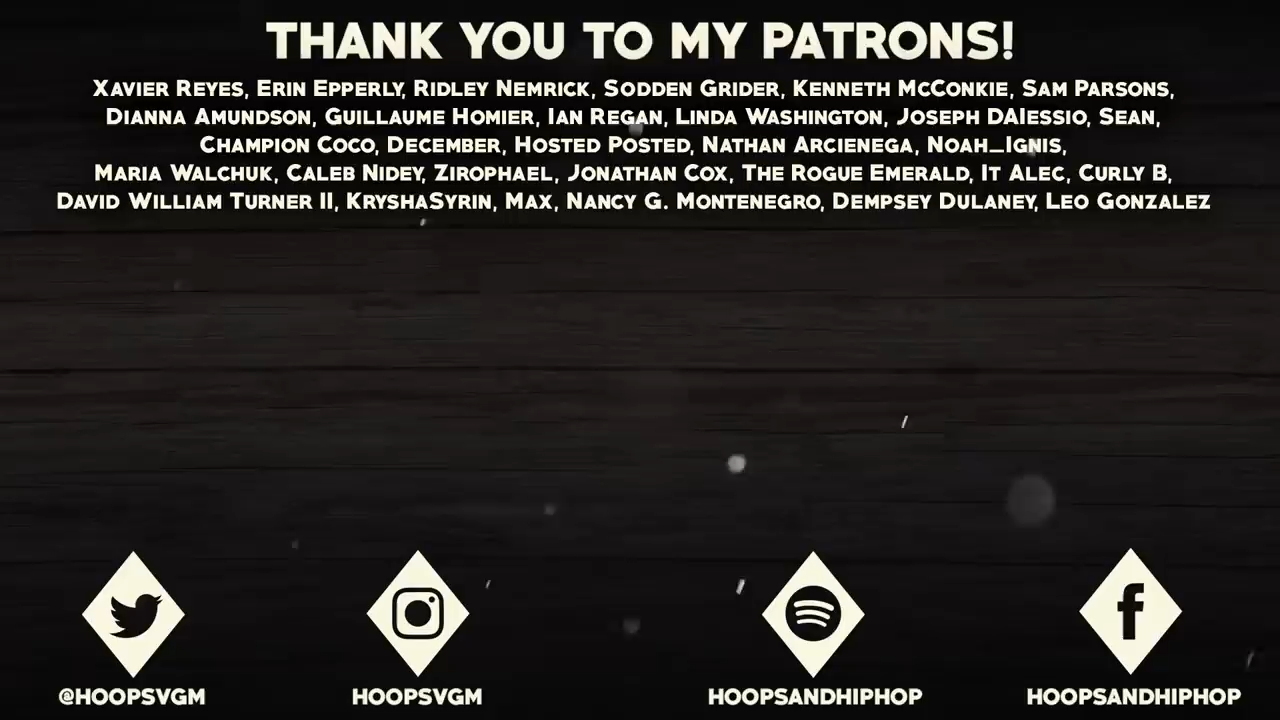 THANK YOU TO MY PATRONS!
Xavier Reyes, Erin Epperly, Ridley Nemrick, Sodden Grider, Kenneth McConkie, Sam Parsons,
Dianna Amundson, Guillaume Homier, Ian Regan, Linda Washington, Joseph DAlessio, Sean,
Champion Coco, December, Hosted Posted, Nathan Arcienega, Noah_Ignis,
Maria Walchuk, Caleb Nidey, Zirophael, Jonathan Cox, The Rogue Emerald, It Alec, Curly B,
David William Turner II, KryshaSyrin, Max, Nancy G. Montenegro, Dempsey Dulaney, Leo Gonzalez
@HOOPSVGM HOOPSVGM HOOPSANDHIPHOP HOOPSANDHIPHOP